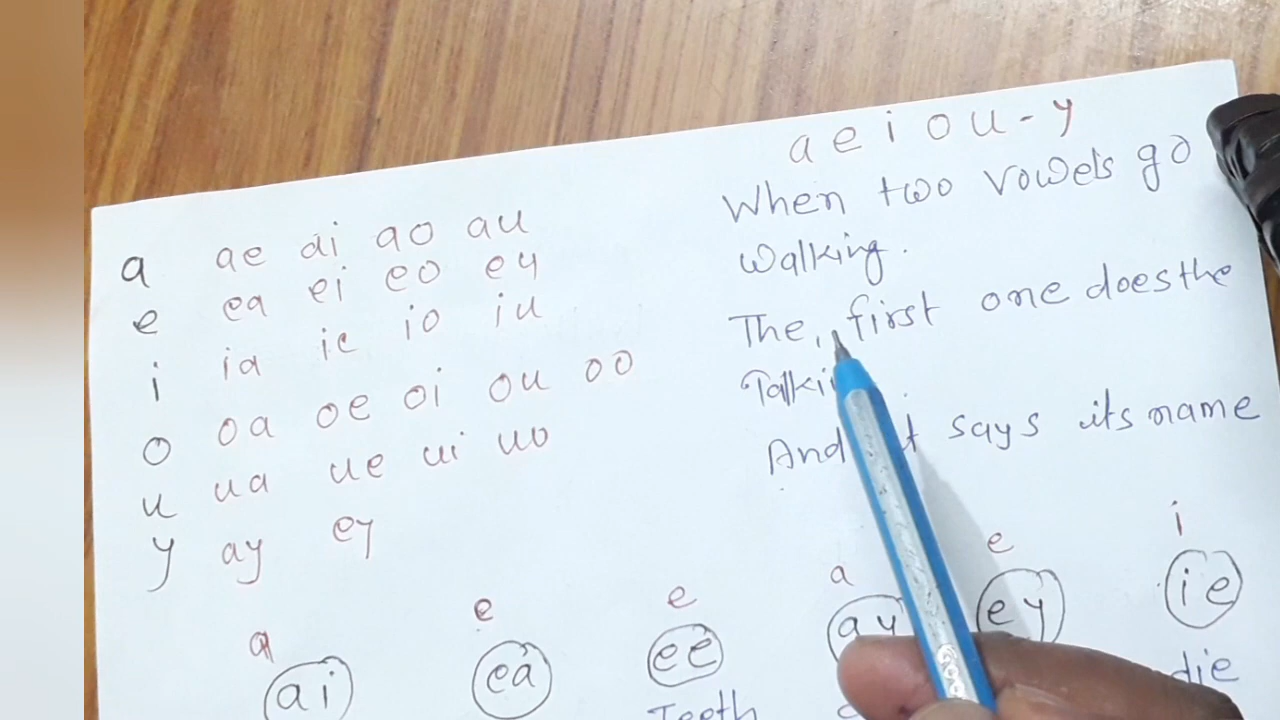 a e i o u - y
When two vowels go
walking.
The, first one does the
Talki
And it says its name
a ae ai ao au
e ea ei eo ey
i ia ie io iu
o oa oe oi ou oo
u ua ue ui uo
y ay ey
a e e a e i
ai ea ee ay ey ie
Teeth die